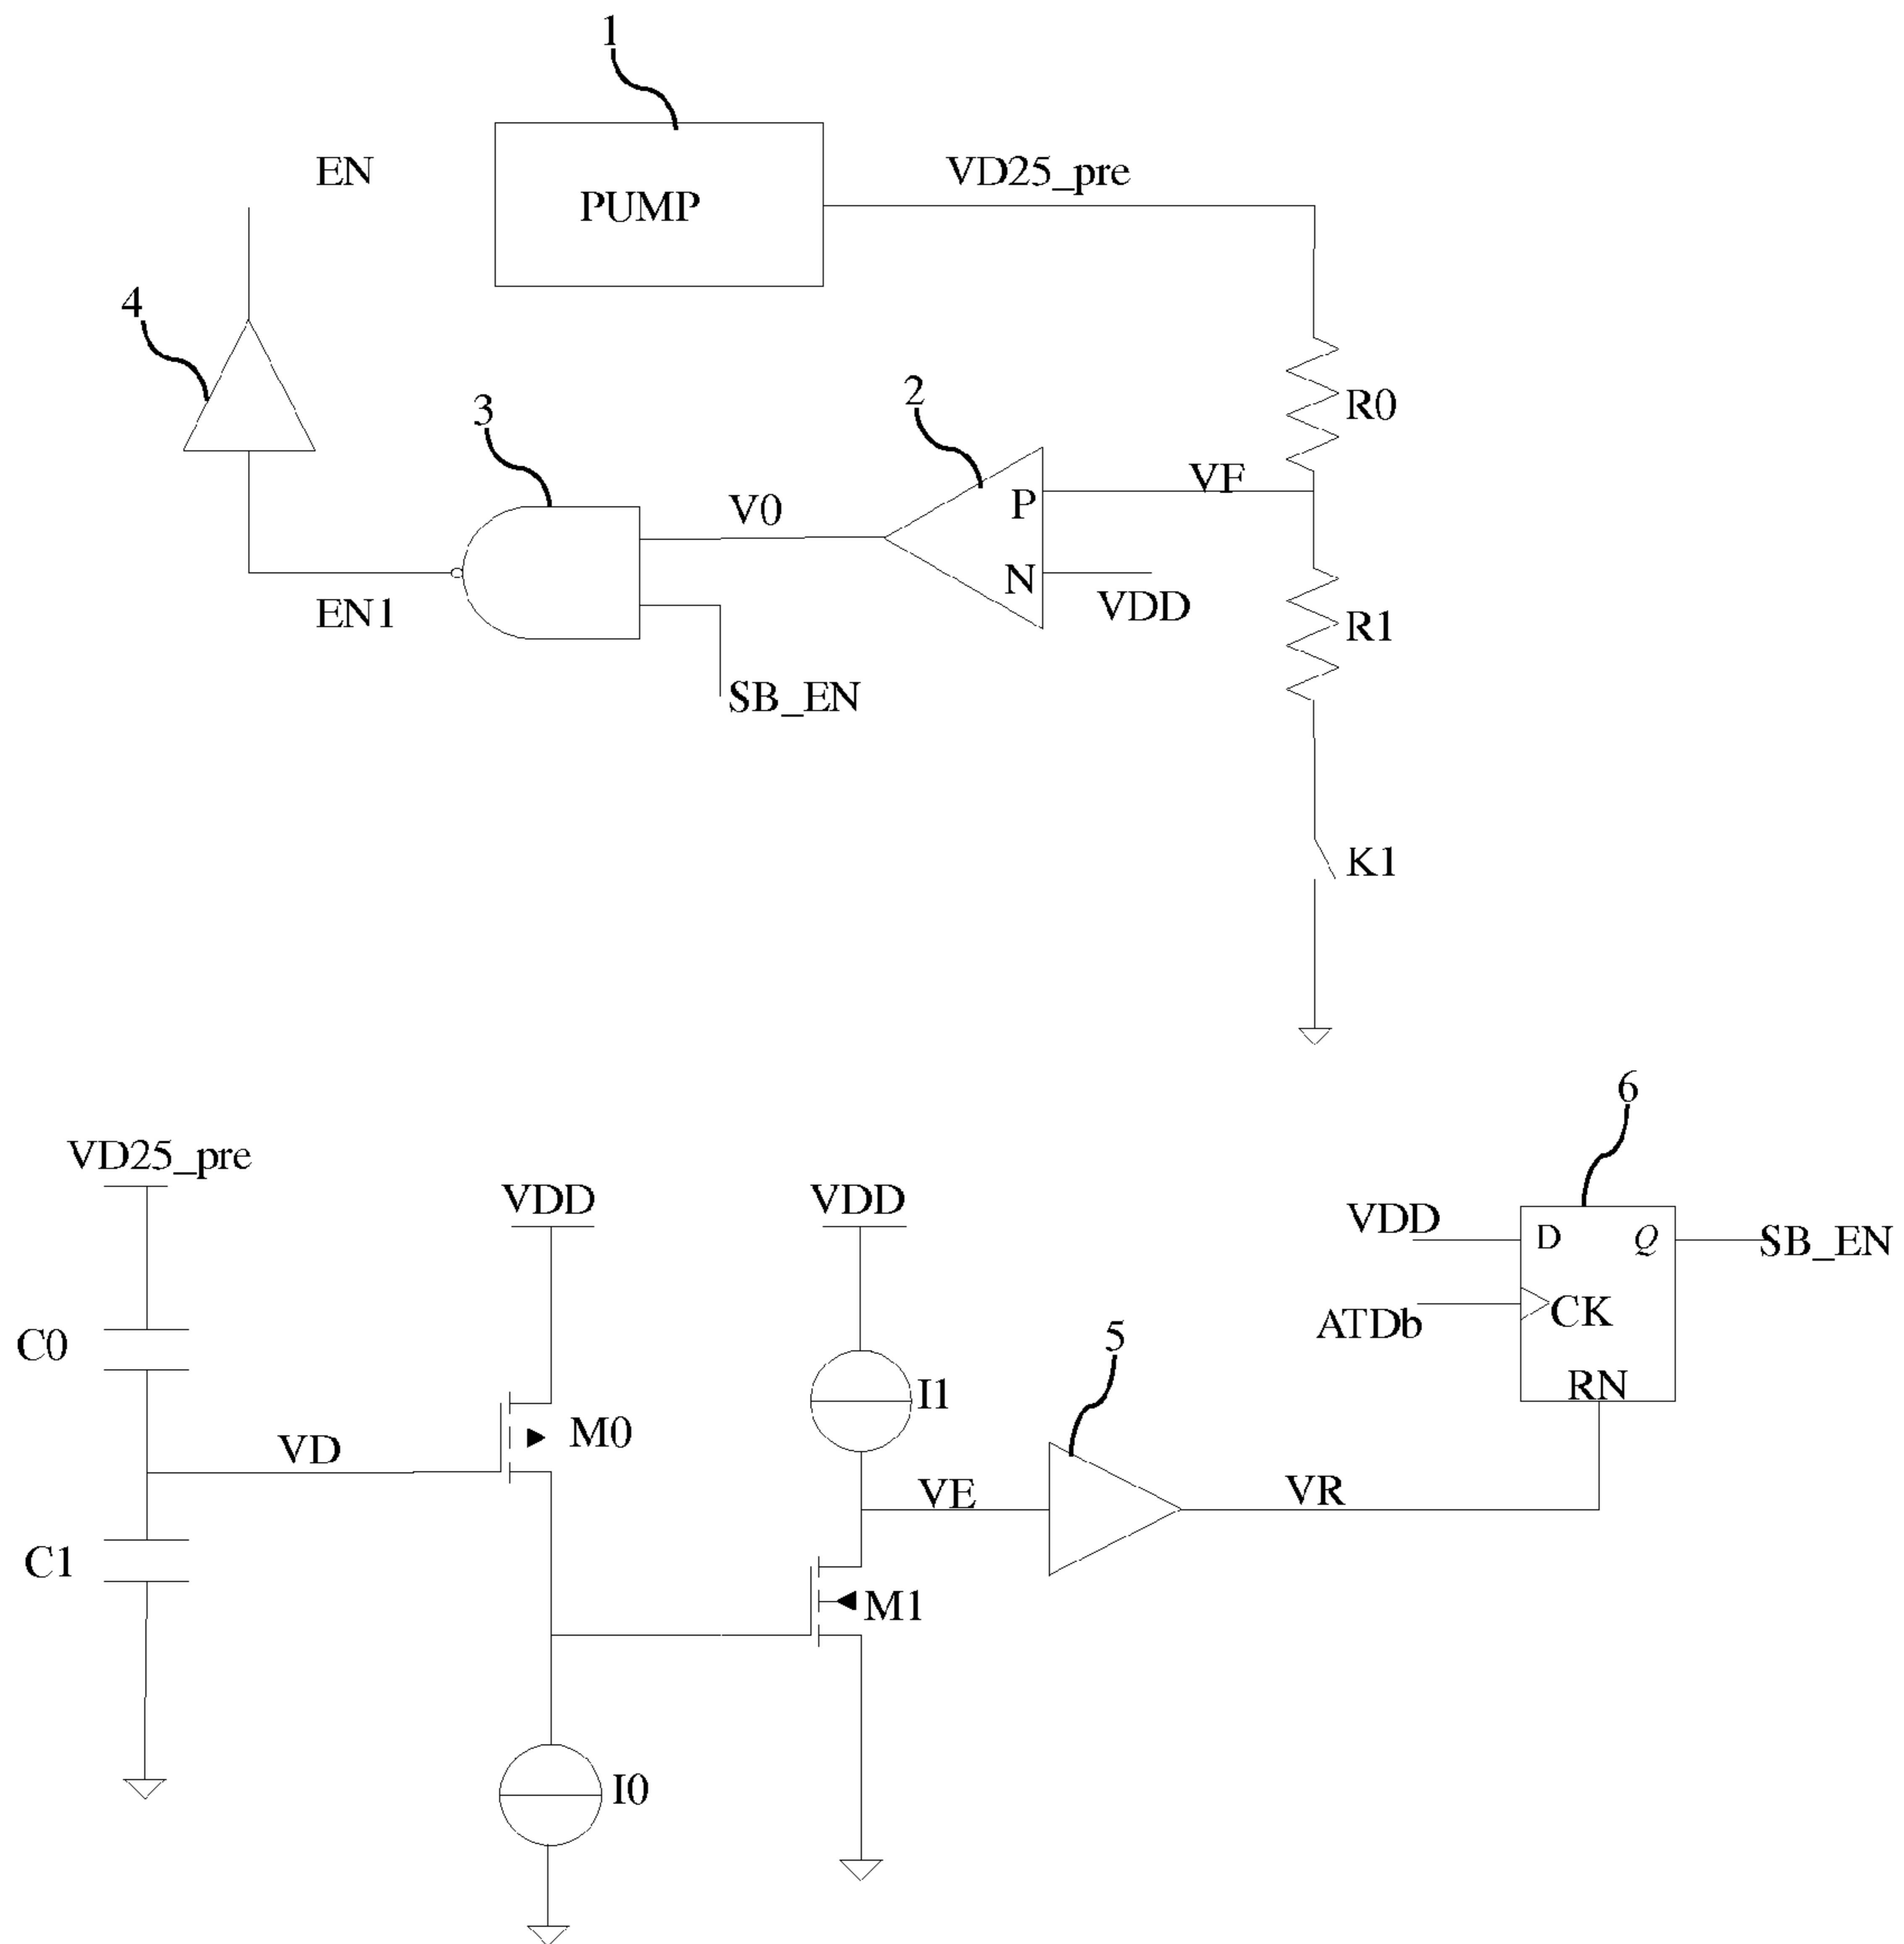 1
EN
PUMP
VD25_pre
4
3
2
R0
VF
V0
P
N
VDD
EN1
R1
SB_EN
K1
6
VD25_pre
VDD
VDD
VDD
D
Q
SB_EN
ATDb
CK
RN
C0
5
I1
M0
VD
VE
VR
C1
M1
I0